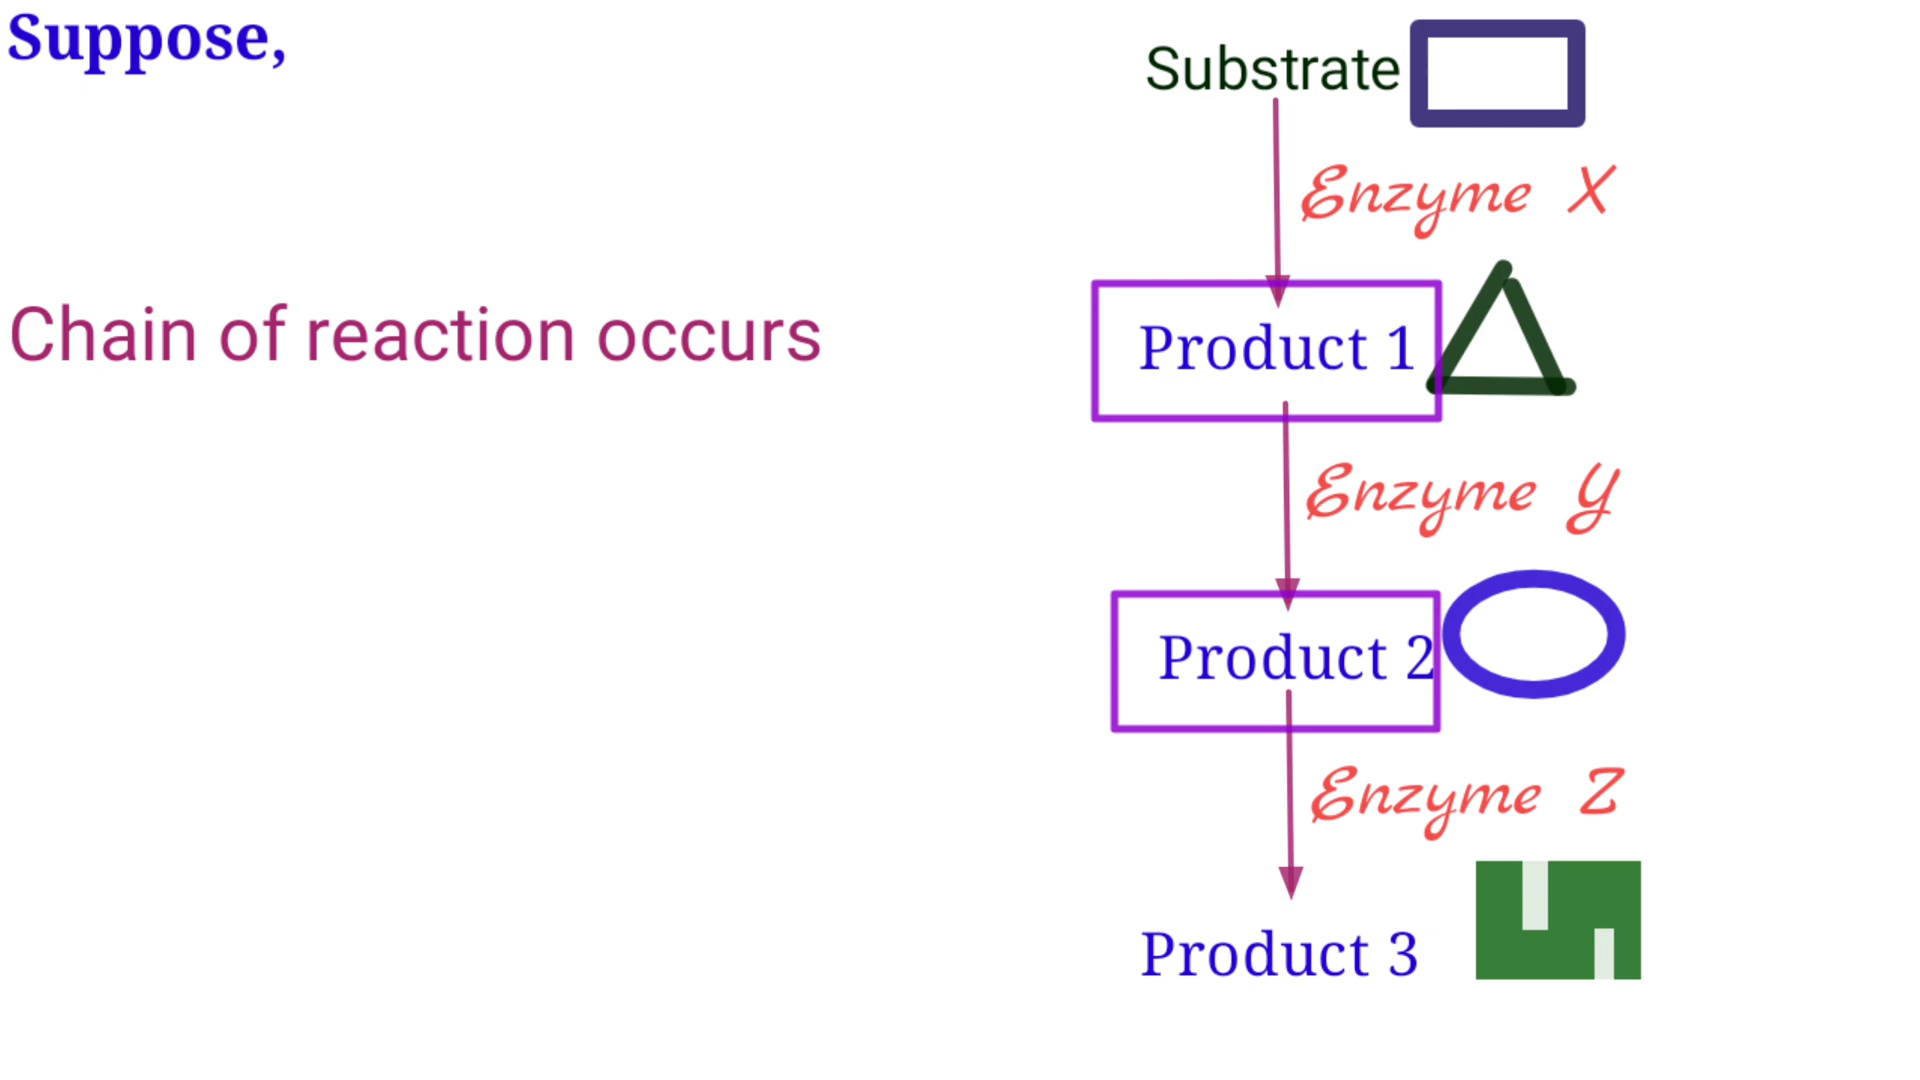 Suppose,
Chain of reaction occurs
Substrate
Enzyme X
Product 1
Enzyme Y
Product 2
Enzyme Z
Product 3